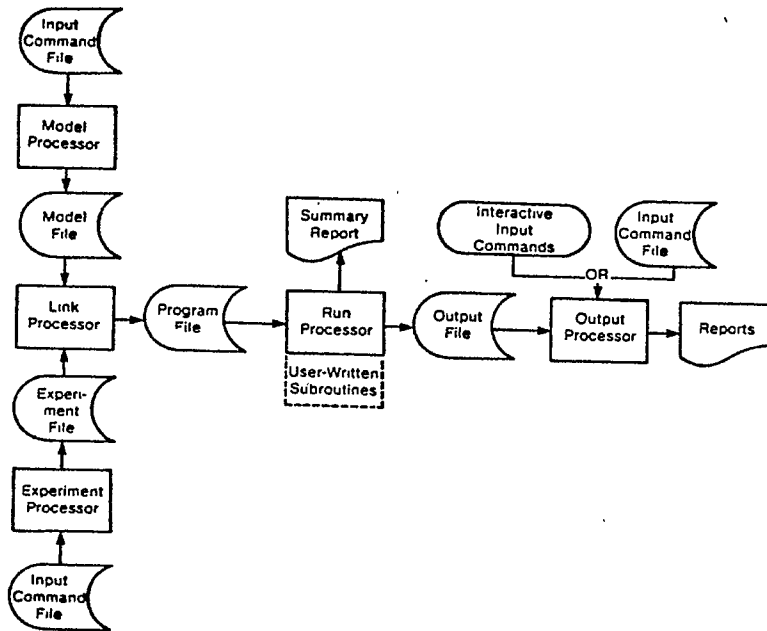 Input
Command
File
Model
Processor
Model
File
Link
Processor
Experi-
ment
File
Experiment
Processor
Input
Command
File
Program
File
Summary
Report
Run
Processor
User-Written
Subroutines
Output
File
Interactive
Input
Commands
Input
Command
File
OR
Output
Processor
Reports